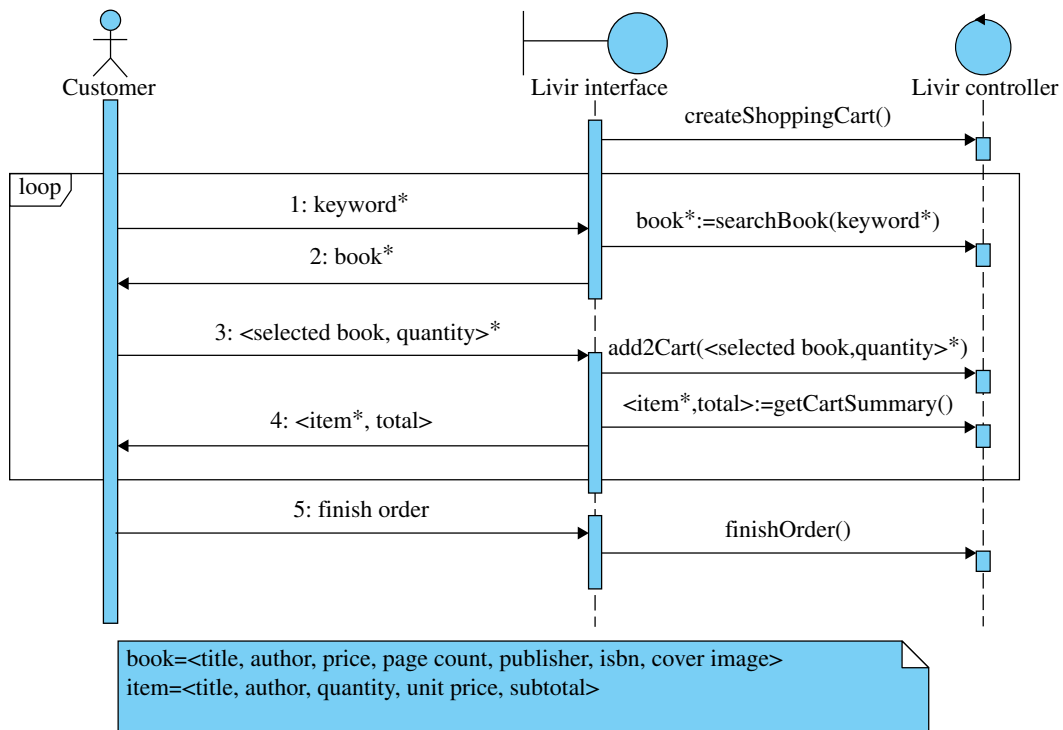 Customer
Livir interface
Livir controller
createShoppingCart()
loop
1: keyword*
book*:=searchBook(keyword*)
2: book*
3: <selected book, quantity>*
add2Cart(<selected book,quantity>*)
<item*,total>:=getCartSummary()
4: <item*, total>
5: finish order
finishOrder()
book=<title, author, price, page count, publisher, isbn, cover image>
item=<title, author, quantity, unit price, subtotal>